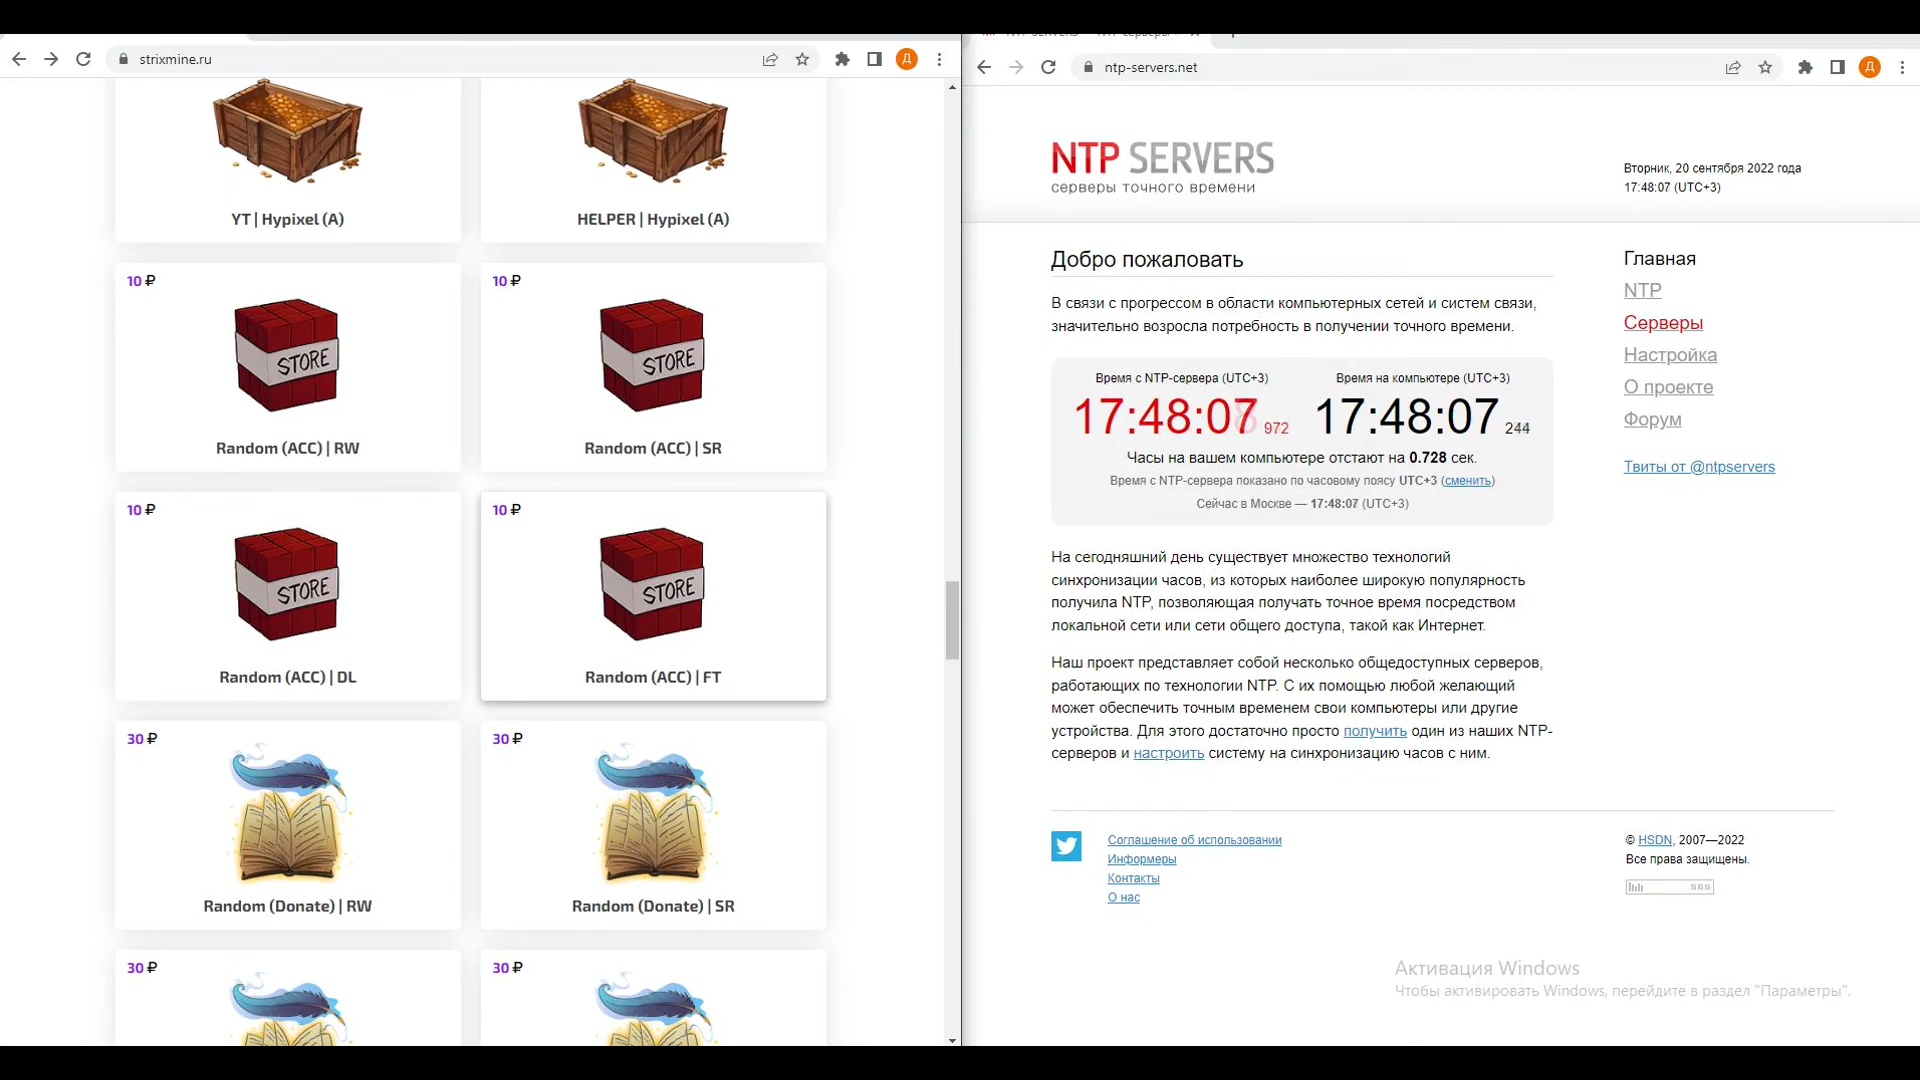 strixmine.ru
YT | Hypixel (A)
HELPER | Hypixel (A)
10 ₽
10 ₽
STORE
STORE
Random (ACC) | RW
Random (ACC) | SR
10 ₽
10 ₽
STORE
STORE
Random (ACC) | DL
Random (ACC) | FT
30 ₽
30 ₽
Random (Donate) | RW
Random (Donate) | SR
30 ₽
30 ₽
ntp-servers.net
Д
Д
NTP SERVERS
серверы точного времени
Вторник, 20 сентября 2022 года
17:48:07 (UTC+3)
Добро пожаловать
В связи с прогрессом в области компьютерных сетей и систем связи,
значительно возросла потребность в получении точного времени.
Время с NTP-сервера (UTC+3)
Время на компьютере (UTC+3)
17:48:07 972
17:48:07 244
Часы на вашем компьютере отстают на 0.728 сек.
Время с NTP-сервера показано по часовому поясу UTC+3 (сменить)
Сейчас в Москве — 17:48:07 (UTC+3)
На сегодняшний день существует множество технологий
синхронизации часов, из которых наиболее широкую популярность
получила NTP, позволяющая получать точное время посредством
локальной сети или сети общего доступа, такой как Интернет.
Наш проект представляет собой несколько общедоступных серверов,
работающих по технологии NTP. С их помощью любой желающий
может обеспечить точным временем свои компьютеры или другие
устройства. Для этого достаточно просто получить один из наших NTP-
серверов и настроить систему на синхронизацию часов с ним.
Главная
NTP
Серверы
Настройка
О проекте
Форум
Твиты от @ntpservers
Соглашение об использовании
Информеры
Контакты
О нас
© HSDN, 2007—2022
Все права защищены.
Активация Windows
Чтобы активировать Windows, перейдите в раздел "Параметры".